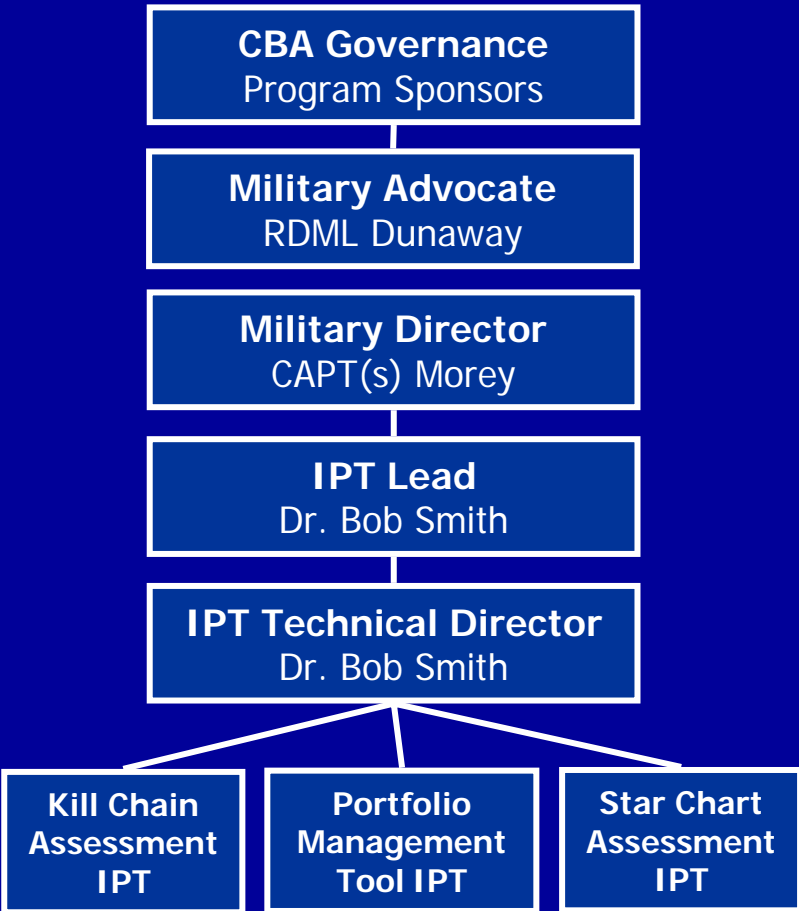 CBA Governance
Program Sponsors
Military Advocate
RDML Dunaway
Military Director
CAPT(s) Morey
IPT Lead
Dr. Bob Smith
IPT Technical Director
Dr. Bob Smith
Kill Chain
Assessment
IPT
Portfolio
Management
Tool IPT
Star Chart
Assessment
IPT